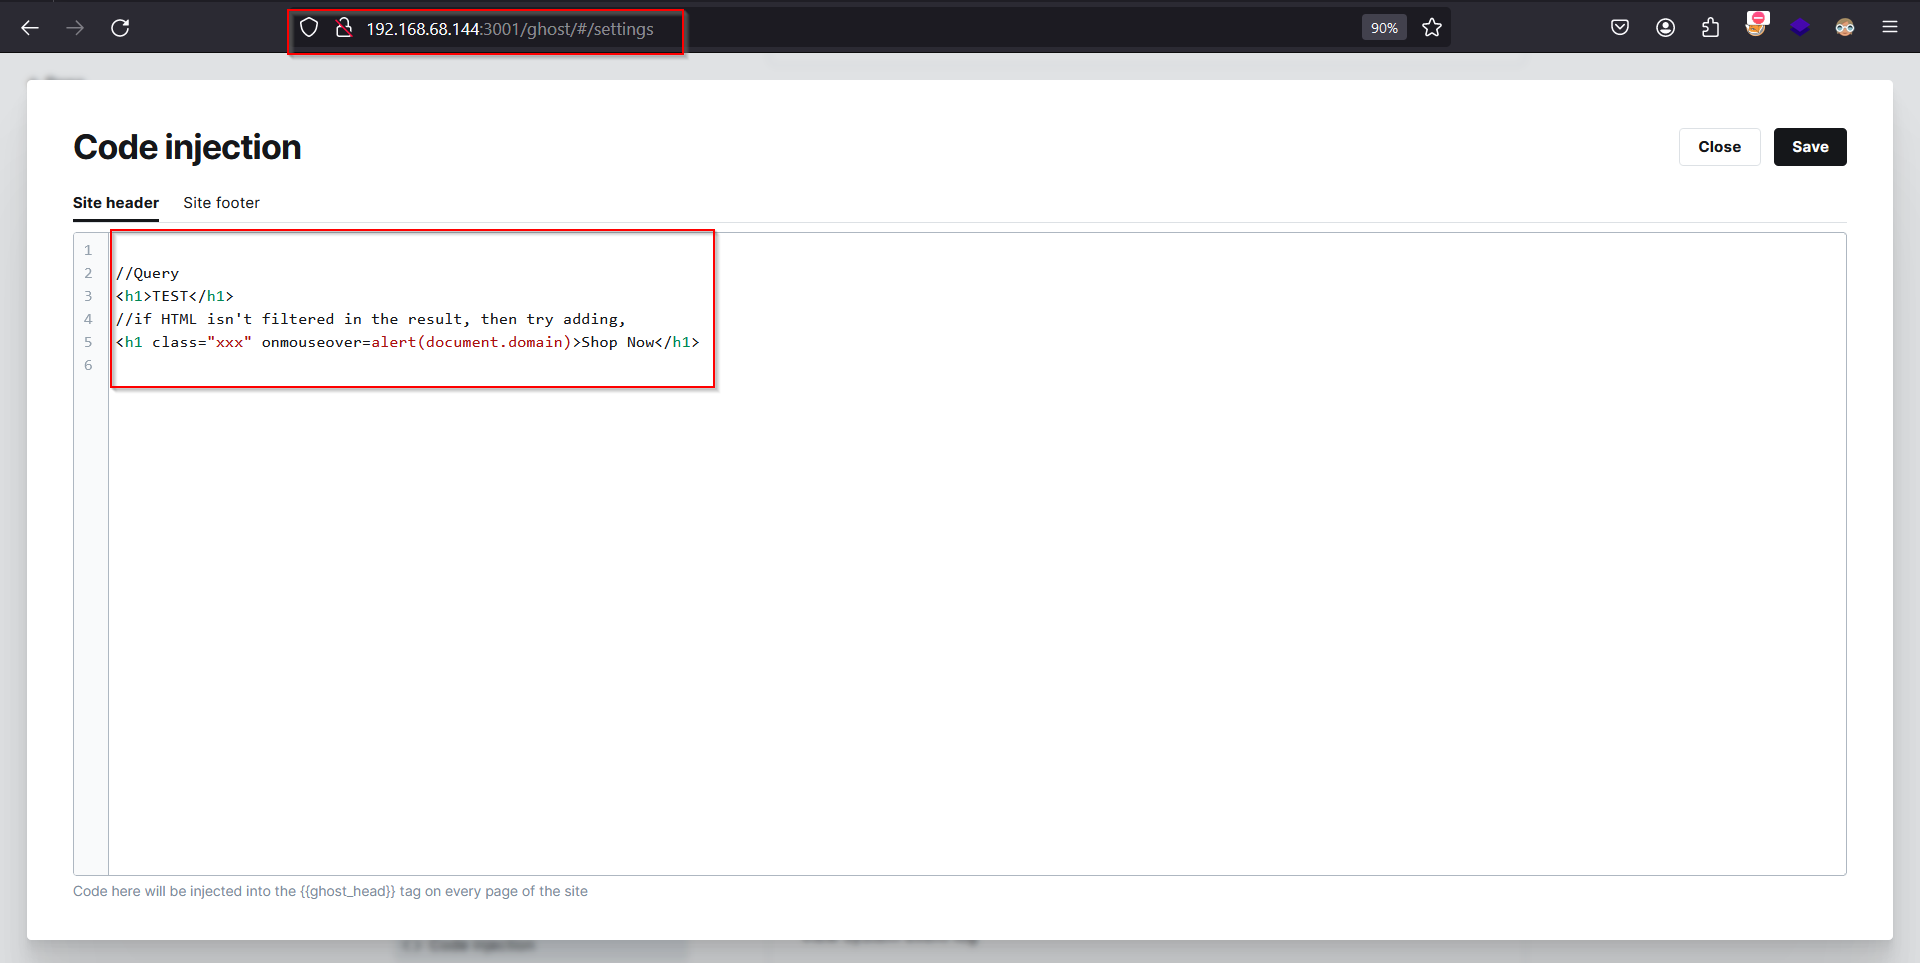 192.168.68.144:3001/ghost/#/settings
90%
Code injection
Close
Save
Site header
Site footer
1
2 //Query
3 <h1>TEST</h1>
4 //if HTML isn't filtered in the result, then try adding,
5 <h1 class="xxx" onmouseover=alert(document.domain)>Shop Now</h1>
6
Code here will be injected into the {{ghost_head}} tag on every page of the site
Code injection